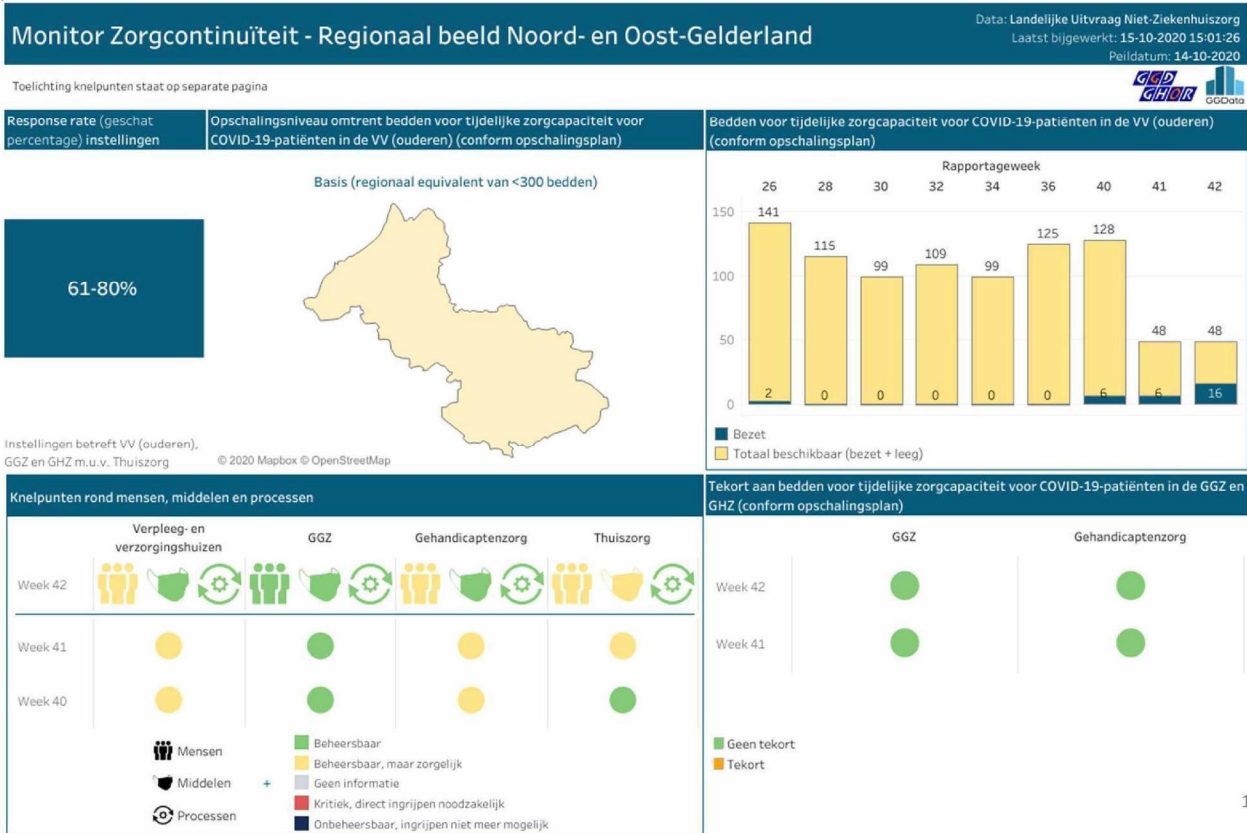 Monitor Zorgcontinuïteit - Regionaal beeld Noord- en Oost-Gelderland
Data: Landelijke Uitvraag Niet-Ziekenhuiszorg
Laatst bijgewerkt: 15-10-2020 15:01:26
Peildatum: 14-10-2020
Toelichting knelpunten staat op separate pagina
GGD
GHOR
GGData
Response rate (geschat
percentage) instellingen
61-80%
Instellingen betreft VV (ouderen),
GGZ en GHZ m.u.v. Thuiszorg
Opschalingsniveau omtrent bedden voor tijdelijke zorgcapaciteit voor
COVID-19-patiënten in de VV (ouderen) (conform opschalingsplan)
Basis (regionaal equivalent van <300 bedden)
© 2020 Mapbox © OpenStreetMap
Bedden voor tijdelijke zorgcapaciteit voor COVID-19-patiënten in de VV (ouderen)
(conform opschalingsplan)
Rapportageweek
26 28 30 32 34 36 40 41 42
150
100
50
0
141 115 99 109 99 125 128 48 48
2 0 0 0 0 0 6 6 16
Bezet
Totaal beschikbaar (bezet + leeg)
Knelpunten rond mensen, middelen en processen
Verpleeg- en
verzorgingshuizen
GGZ
Gehandicaptenzorg
Thuiszorg
Week 42
Week 41
Week 40
Mensen
Middelen
+
Processen
Beheersbaar
Beheersbaar, maar zorgelijk
Geen informatie
Kritiek, direct ingrijpen noodzakelijk
Onbeheersbaar, ingrijpen niet meer mogelijk
Tekort aan bedden voor tijdelijke zorgcapaciteit voor COVID-19-patiënten in de GGZ en
GHZ (conform opschalingsplan)
GGZ
Gehandicaptenzorg
Week 42
Week 41
Geen tekort
Tekort
1